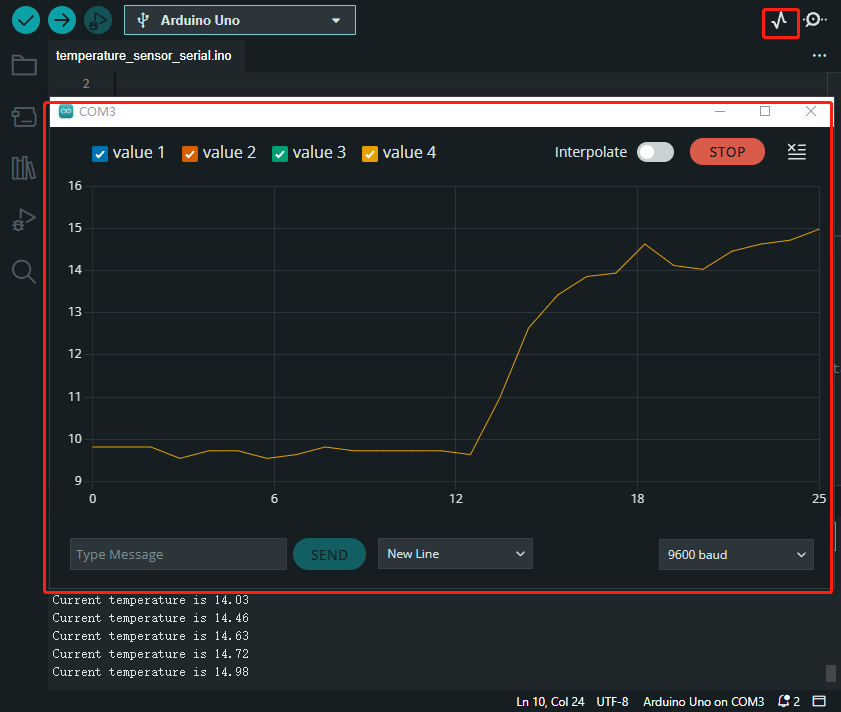 Arduino Uno
temperature_sensor_serial.ino
2
COM3
value 1 value 2 value 3 value 4 Interpolate STOP
16
15
14
13
12
11
10
9
0 6 12 18 25
Type Message SEND New Line 9600 baud
Current temperature is 14.03
Current temperature is 14.46
Current temperature is 14.63
Current temperature is 14.72
Current temperature is 14.98
Ln 10, Col 24 UTF-8 Arduino Uno on COM3 2